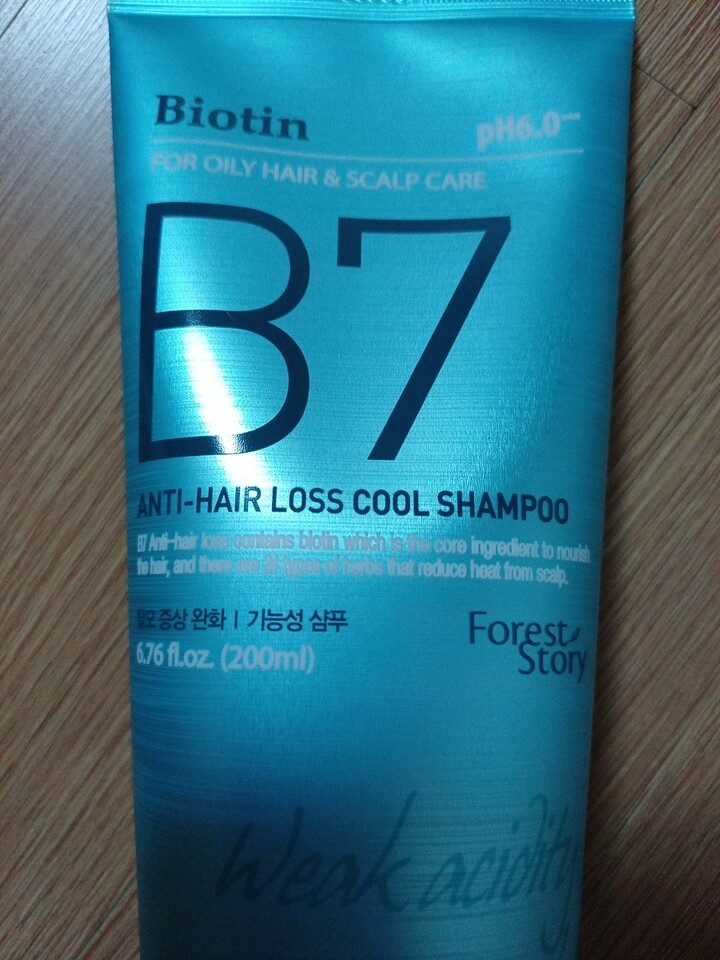 Biotin
pH6.0
FOR OILY HAIR & SCALP CARE
B7
ANTI-HAIR LOSS COOL SHAMPOO
B7 Anti-hair loss contains biotin which is the core ingredient to nourish
the hair, and there are 24 types of herbs that reduce heat from scalp.
탈모 증상 완화 | 기능성 샴푸
6.76 fl.oz. (200ml)
Forest
Story
Weak acidity